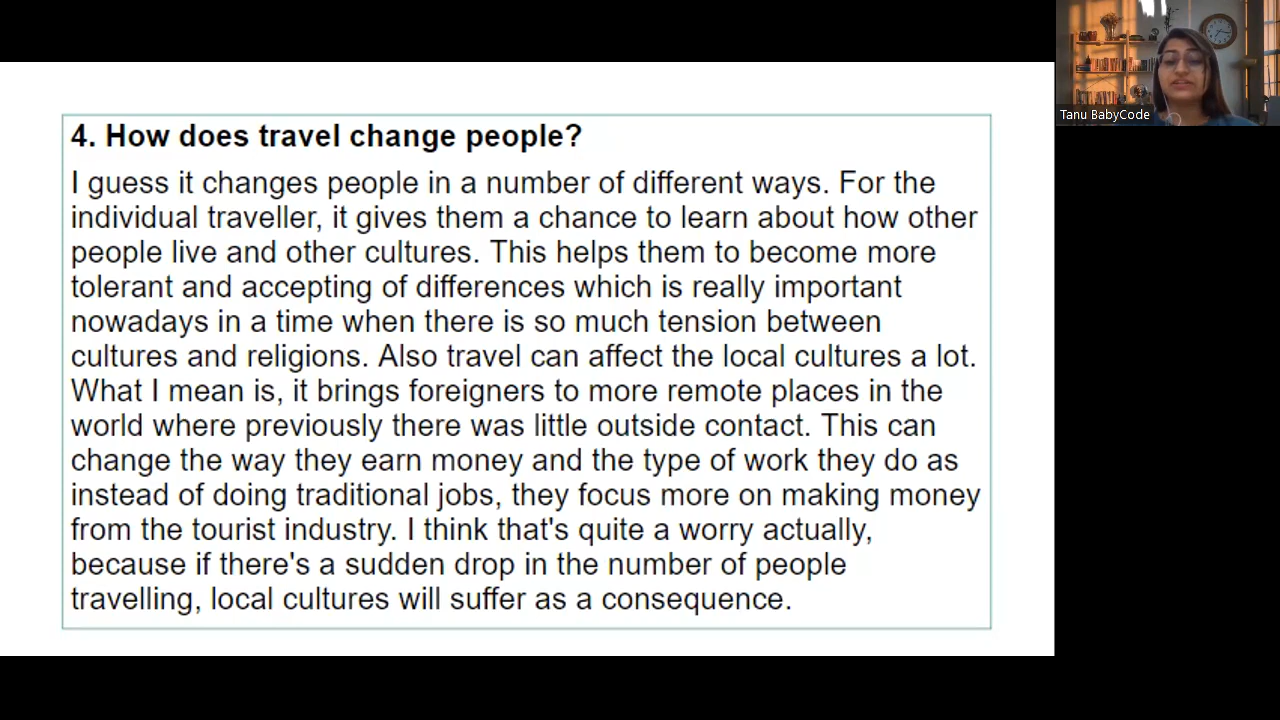 4. How does travel change people?
I guess it changes people in a number of different ways. For the
individual traveller, it gives them a chance to learn about how other
people live and other cultures. This helps them to become more
tolerant and accepting of differences which is really important
nowadays in a time when there is so much tension between
cultures and religions. Also travel can affect the local cultures a lot.
What I mean is, it brings foreigners to more remote places in the
world where previously there was little outside contact. This can
change the way they earn money and the type of work they do as
instead of doing traditional jobs, they focus more on making money
from the tourist industry. I think that's quite a worry actually,
because if there's a sudden drop in the number of people
travelling, local cultures will suffer as a consequence.
Tanu BabyCode